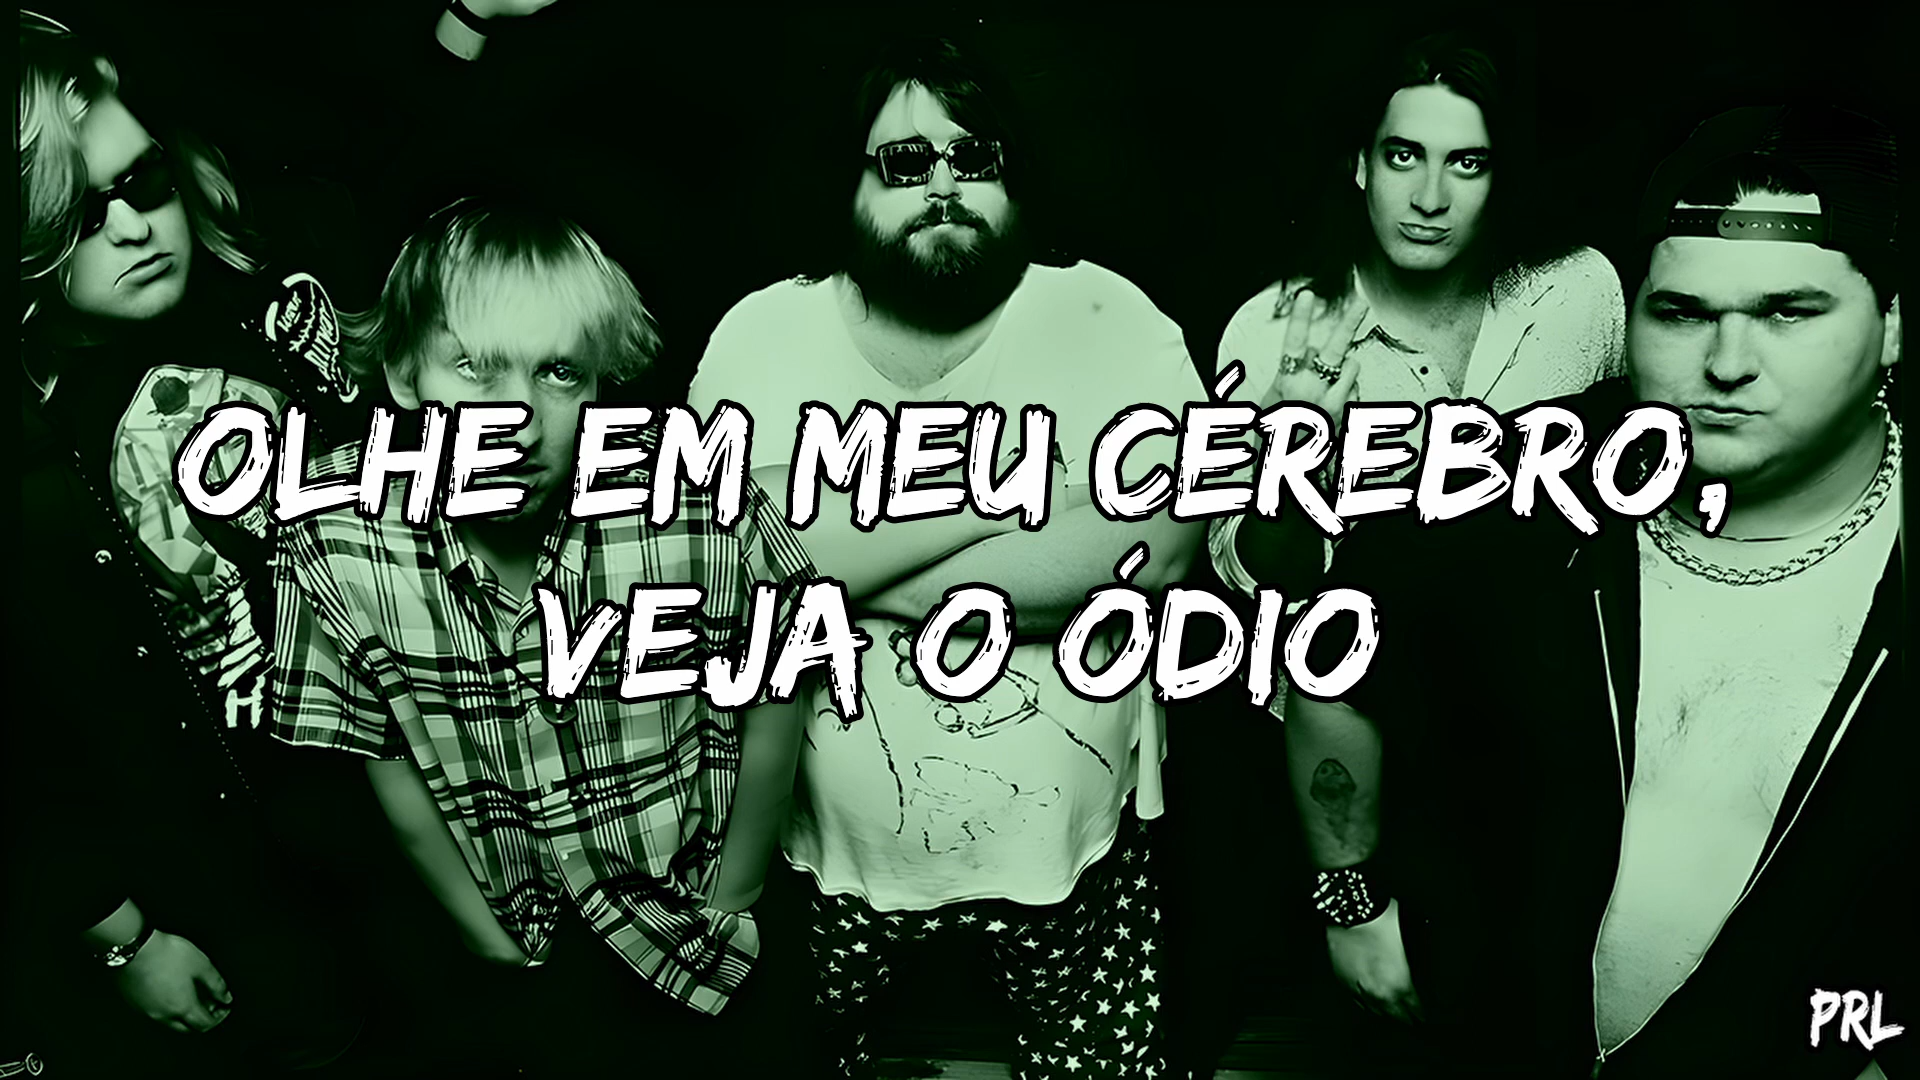 OLHE EM MEU CÉREBRO,
VEJA O ÓDIO
PRL